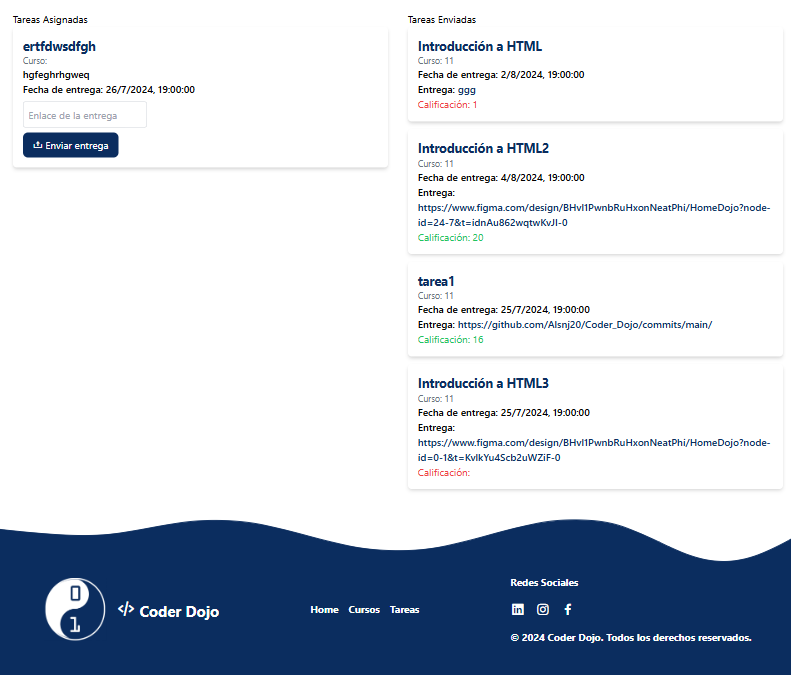 Tareas Asignadas
ertfdwsdfgh
Curso:
hgfeghrhgweq
Fecha de entrega: 26/7/2024, 19:00:00
Enlace de la entrega
Enviar entrega
Tareas Enviadas
Introducción a HTML
Curso: 11
Fecha de entrega: 2/8/2024, 19:00:00
Entrega: ggg
Calificación: 1
Introducción a HTML2
Curso: 11
Fecha de entrega: 4/8/2024, 19:00:00
Entrega:
https://www.figma.com/design/BHvl1PwnbRuHxonNeatPhi/HomeDojo?node-
id=24-7&t=idnAu862wqtwKvJI-0
Calificación: 20
tarea1
Curso: 11
Fecha de entrega: 25/7/2024, 19:00:00
Entrega: https://github.com/Alsnj20/Coder_Dojo/commits/main/
Calificación: 16
Introducción a HTML3
Curso: 11
Fecha de entrega: 25/7/2024, 19:00:00
Entrega:
https://www.figma.com/design/BHvl1PwnbRuHxonNeatPhi/HomeDojo?node-
id=0-1&t=KvlkYu4Scb2uWZiF-0
Calificación:
0
1
</> Coder Dojo
Home Cursos Tareas
Redes Sociales
© 2024 Coder Dojo. Todos los derechos reservados.